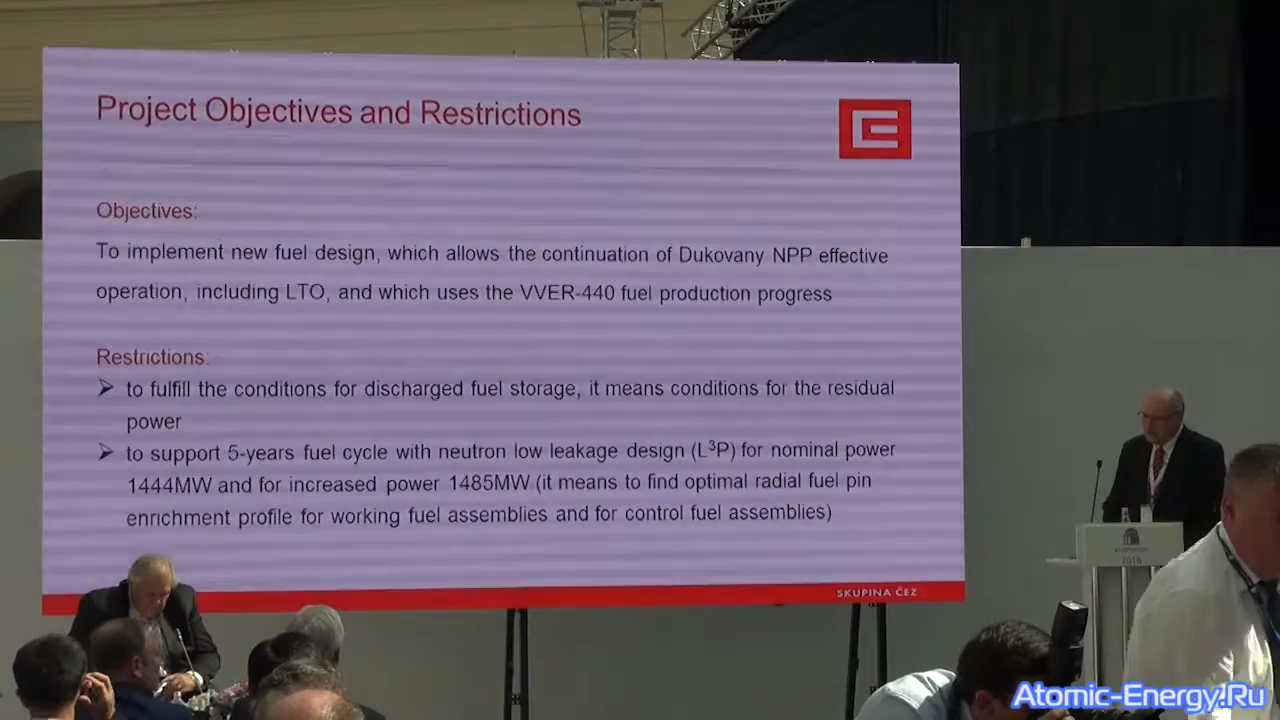 Project Objectives and Restrictions
Objectives:
To implement new fuel design, which allows the continuation of Dukovany NPP effective
operation, including LTO, and which uses the VVER-440 fuel production progress
Restrictions:
➢ to fulfill the conditions for discharged fuel storage, it means conditions for the residual
power
➢ to support 5-years fuel cycle with neutron low leakage design (L³P) for nominal power
1444MW and for increased power 1485MW (it means to find optimal radial fuel pin
enrichment profile for working fuel assemblies and for control fuel assemblies)
SKUPINA ČEZ
2016
Atomic-Energy.Ru